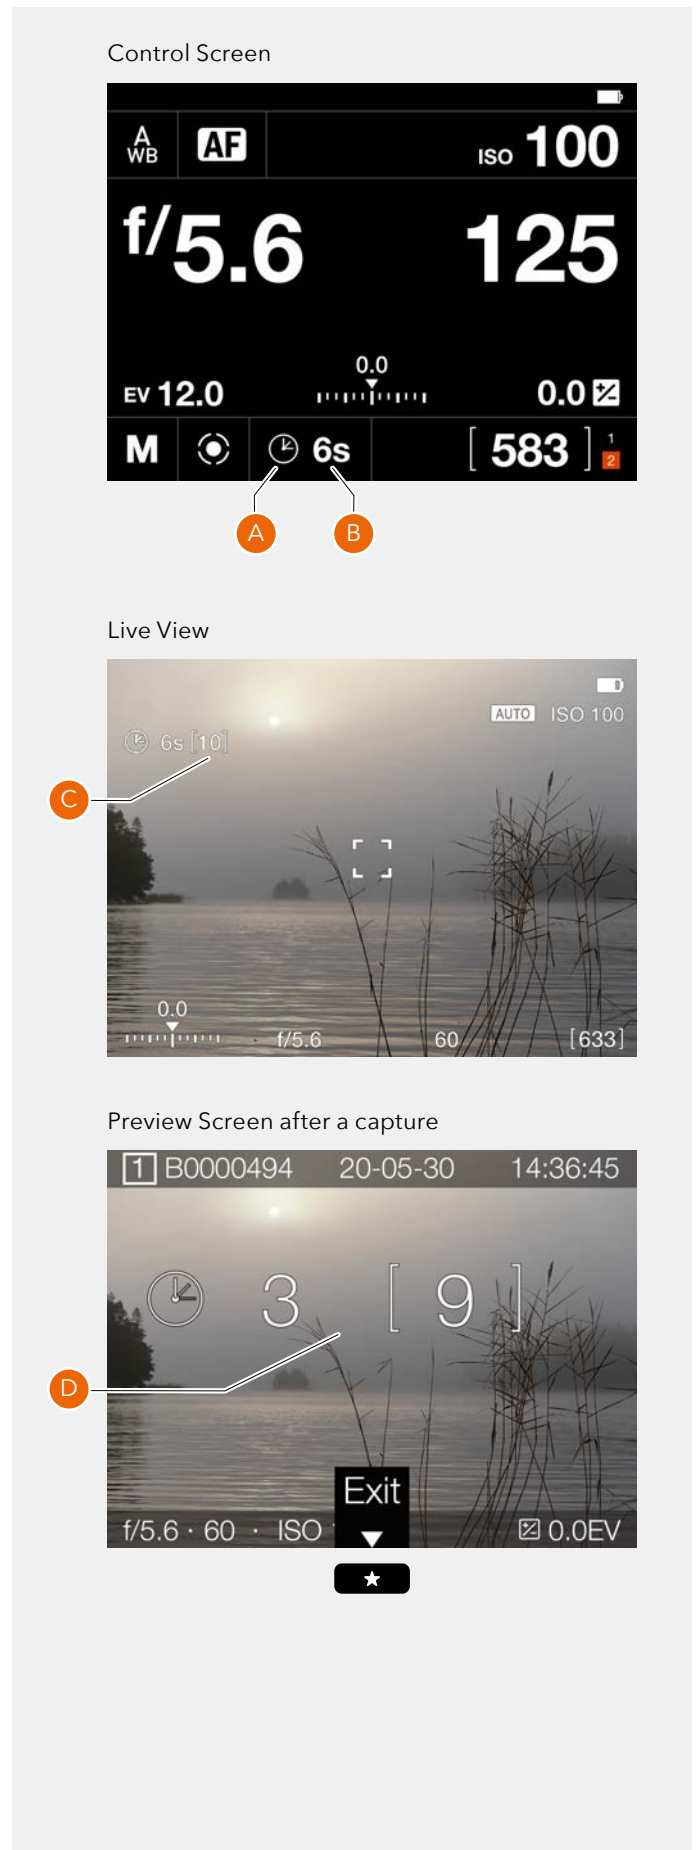 Control Screen
A
WB AF ISO 100
f/5.6 125
0.0
EV 12.0 0.0
M 6s [ 583 ] 1
2
A B
Live View
AUTO ISO 100
6s [10]
C
0.0
f/5.6 60 [633]
Preview Screen after a capture
1 B0000494 20-05-30 14:36:45
3 [ 9 ]
D
Exit
f/5.6 · 60 · ISO 0.0EV